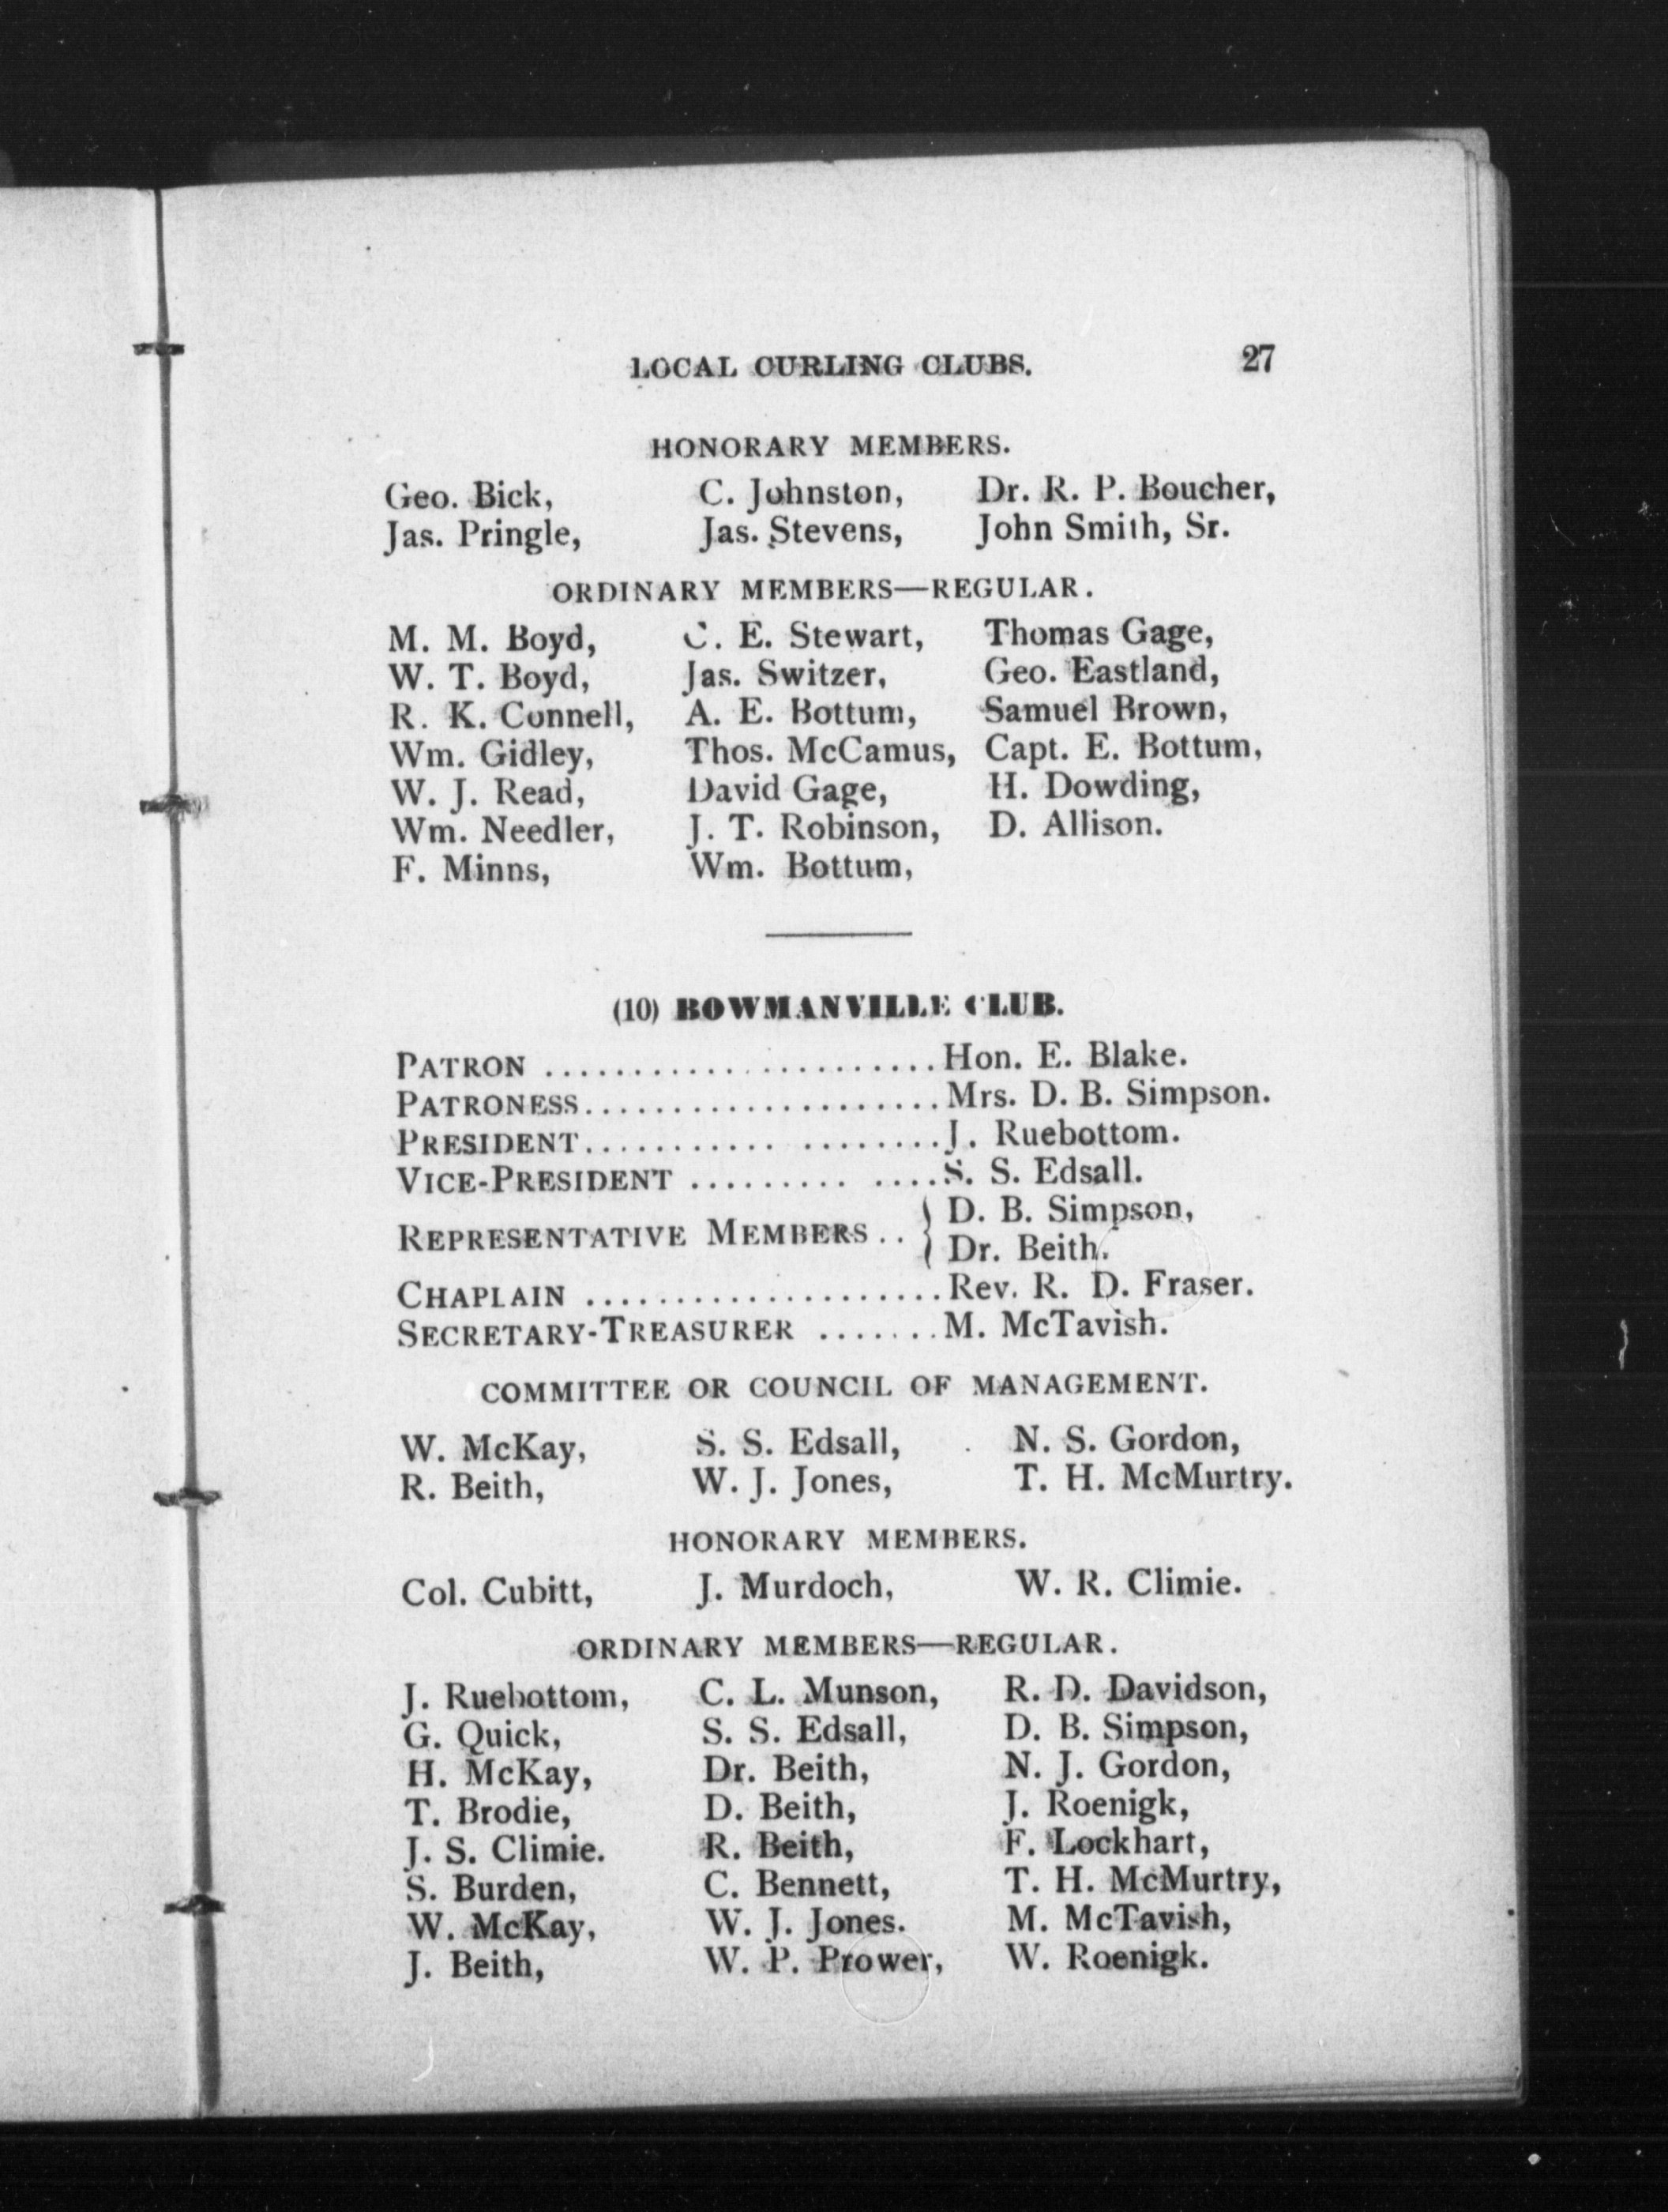 LOCAL CURLING CLUBS. 27
HONORARY MEMBERS.
Geo. Bick, C. Johnston, Dr. R. P. Boucher,
Jas. Pringle, Jas. Stevens, John Smith, Sr.
ORDINARY MEMBERS—REGULAR.
M. M. Boyd, C. E. Stewart, Thomas Gage,
W. T. Boyd, Jas. Switzer, Geo. Eastland,
R. K. Connell, A. E. Bottum, Samuel Brown,
Wm. Gidley, Thos. McCamus, Capt. E. Bottum,
W. J. Read, David Gage, H. Dowding,
Wm. Needler, J. T. Robinson, D. Allison.
F. Minns, Wm. Bottum,
(10) BOWMANVILLE CLUB.
PATRON ........................ Hon. E. Blake.
PATRONESS...................... Mrs. D. B. Simpson.
PRESIDENT........... ........ J. Ruebottom.
VICE-PRESIDENT ......... .... S. S. Edsall.
REPRESENTATIVE MEMBERS .. { D. B. Simpson,
Dr. Beith.
CHAPLAIN ..................... Rev. R. D. Fraser.
SECRETARY-TREASURER ....... M. McTavish.
COMMITTEE OR COUNCIL OF MANAGEMENT.
W. McKay, S. S. Edsall, N. S. Gordon,
R. Beith, W. J. Jones, T. H. McMurtry.
HONORARY MEMBERS.
Col. Cubitt, J. Murdoch, W. R. Climie.
ORDINARY MEMBERS—REGULAR.
J. Ruebottom, C. L. Munson, R. D. Davidson,
G. Quick, S. S. Edsall, D. B. Simpson,
H. McKay, Dr. Beith, N. J. Gordon,
T. Brodie, D. Beith, J. Roenigk,
J. S. Climie. R. Beith, F. Lockhart,
S. Burden, C. Bennett, T. H. McMurtry,
W. McKay, W. J. Jones. M. McTavish,
J. Beith, W. P. Prower, W. Roenigk.